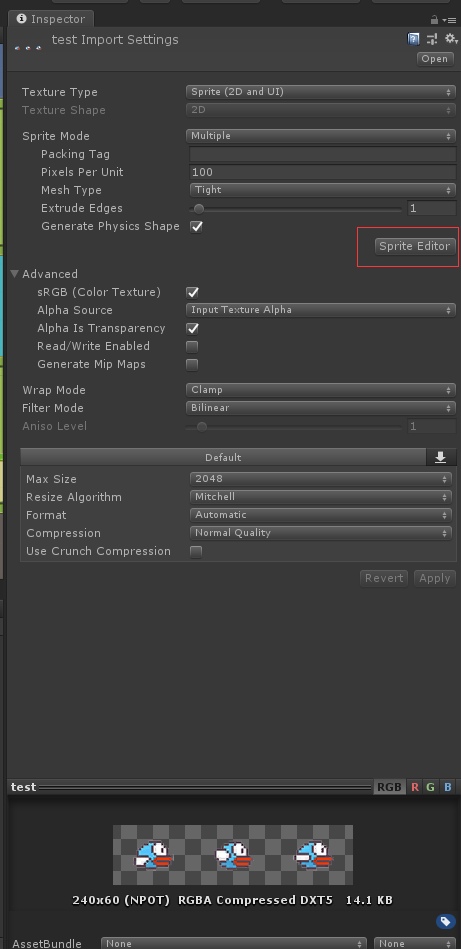 Inspector
test Import Settings
Open
Texture Type Sprite (2D and UI)
Texture Shape 2D
Sprite Mode Multiple
Packing Tag
Pixels Per Unit 100
Mesh Type Tight
Extrude Edges 1
Generate Physics Shape
Sprite Editor
Advanced
sRGB (Color Texture)
Alpha Source Input Texture Alpha
Alpha Is Transparency
Read/Write Enabled
Generate Mip Maps
Wrap Mode Clamp
Filter Mode Bilinear
Aniso Level 1
Default
Max Size 2048
Resize Algorithm Mitchell
Format Automatic
Compression Normal Quality
Use Crunch Compression
Revert Apply
test RGB R G B
240x60 (NPOT) RGBA Compressed DXT5 14.1 KB
AssetBundle None None